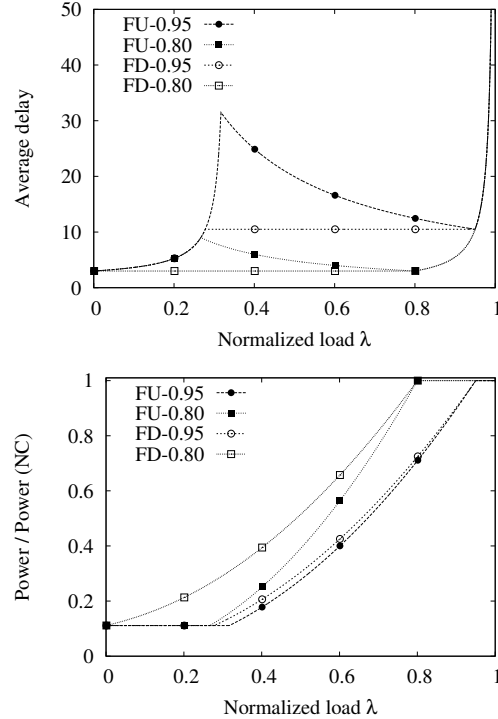 FU-0.95
FU-0.80
FD-0.95
FD-0.80
50
40
30
20
10
0
Average delay
0 0.2 0.4 0.6 0.8 1
Normalized load λ
FU-0.95
FU-0.80
FD-0.95
FD-0.80
1
0.8
0.6
0.4
0.2
0
Power / Power (NC)
0 0.2 0.4 0.6 0.8 1
Normalized load λ